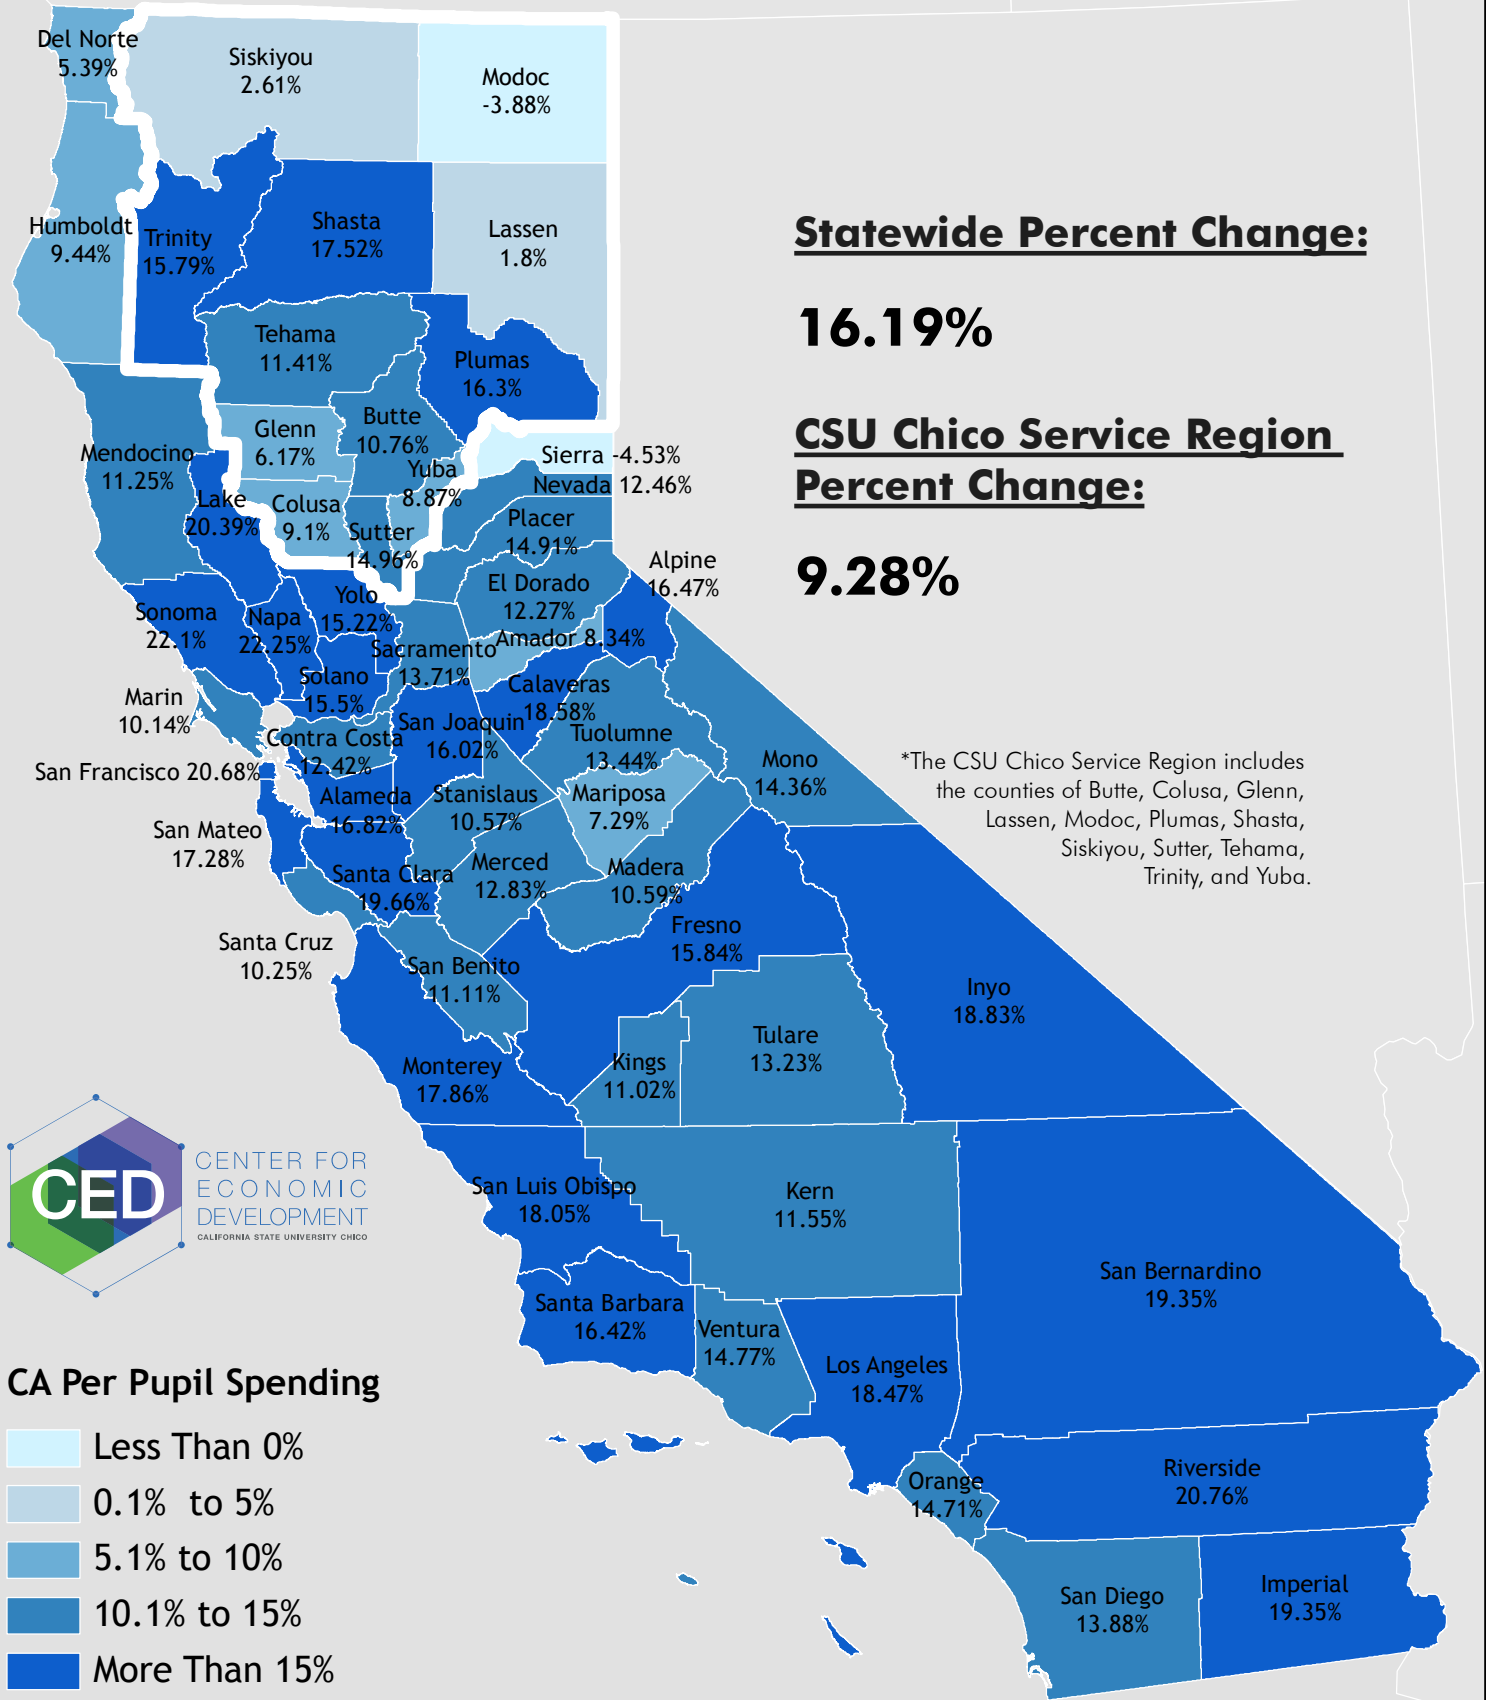 Del Norte
5.39%
Siskiyou
2.61%
Modoc
-3.88%
Humboldt
9.44%
Trinity
15.79%
Shasta
17.52%
Lassen
1.8%
Statewide Percent Change:
16.19%
Tehama
11.41%
Plumas
16.3%
CSU Chico Service Region
Percent Change:
9.28%
Mendocino
11.25%
Glenn
6.17%
Butte
10.76%
Yuba
8.87%
Sierra -4.53%
Nevada 12.46%
Lake
20.39%
Colusa
9.1%
Sutter
14.96%
Placer
14.91%
El Dorado
12.27%
Alpine
16.47%
Sonoma
22.1%
Napa
22.25%
Yolo
15.22%
Sacramento
13.71%
Amador 8.34%
Solano
15.5%
Marin
10.14%
Calaveras
18.58%
San Joaquin
16.02%
Tuolumne
13.44%
Contra Costa
12.42%
San Francisco 20.68%
Mono
14.36%
*The CSU Chico Service Region includes
the counties of Butte, Colusa, Glenn,
Lassen, Modoc, Plumas, Shasta,
Siskiyou, Sutter, Tehama,
Trinity, and Yuba.
Alameda
16.82%
Stanislaus
10.57%
Mariposa
7.29%
San Mateo
17.28%
Santa Clara
19.66%
Merced
12.83%
Madera
10.59%
Fresno
15.84%
Santa Cruz
10.25%
San Benito
11.11%
Inyo
18.83%
Monterey
17.86%
Kings
11.02%
Tulare
13.23%
CED
CENTER FOR
ECONOMIC
DEVELOPMENT
CALIFORNIA STATE UNIVERSITY CHICO
San Luis Obispo
18.05%
Kern
11.55%
San Bernardino
19.35%
Santa Barbara
16.42%
Ventura
14.77%
Los Angeles
18.47%
Orange
14.71%
Riverside
20.76%
San Diego
13.88%
Imperial
19.35%
CA Per Pupil Spending
Less Than 0%
0.1% to 5%
5.1% to 10%
10.1% to 15%
More Than 15%